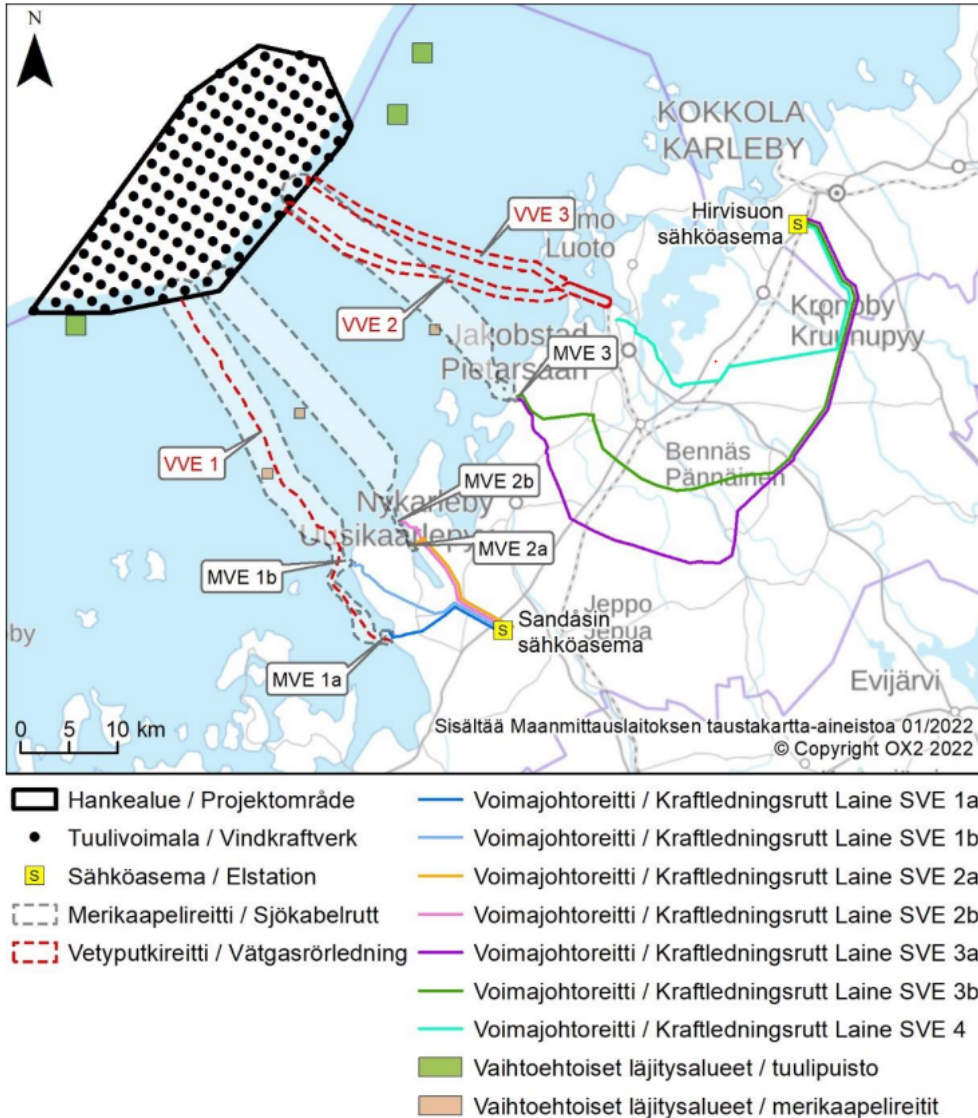 N
KOKKOLA
KARLEBY
Hirvisuon
sähköasema
S
VVE 3
Luoto
VVE 2
Kronoby
Kruunupyy
Jakobstad
Pietarsaari
MVE 3
Bennäs
Pännäinen
VVE 1
MVE 2b
Nykarleby
Uusikaarlepyy
MVE 2a
MVE 1b
Jeppo
Jepua
S
Sandåsin
sähköasema
MVE 1a
Evijärvi
0 5 10 km
Sisältää Maanmittauslaitoksen taustakartta-aineistoa 01/2022
© Copyright OX2 2022
Hankealue / Projektområde
Tuulivoimala / Vindkraftverk
S Sähköasema / Elstation
Merikaapelireitti / Sjökabelrutt
Vetyputkireitti / Vätgasrörledning
Voimajohtoreitti / Kraftledningsrutt Laine SVE 1a
Voimajohtoreitti / Kraftledningsrutt Laine SVE 1b
Voimajohtoreitti / Kraftledningsrutt Laine SVE 2a
Voimajohtoreitti / Kraftledningsrutt Laine SVE 2b
Voimajohtoreitti / Kraftledningsrutt Laine SVE 3a
Voimajohtoreitti / Kraftledningsrutt Laine SVE 3b
Voimajohtoreitti / Kraftledningsrutt Laine SVE 4
Vaihtoehtoiset läjitysalueet / tuulipuisto
Vaihtoehtoiset läjitysalueet / merikaapelireitit